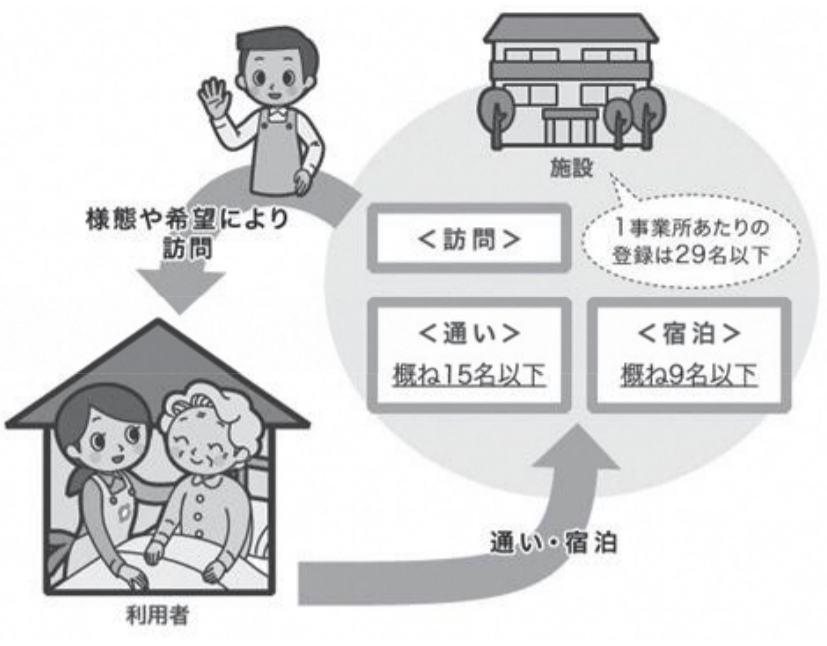 施設
1事業所あたりの
登録は29名以下
様態や希望により
訪問
＜訪問＞
＜通い＞
概ね15名以下
＜宿泊＞
概ね9名以下
通い・宿泊
利用者